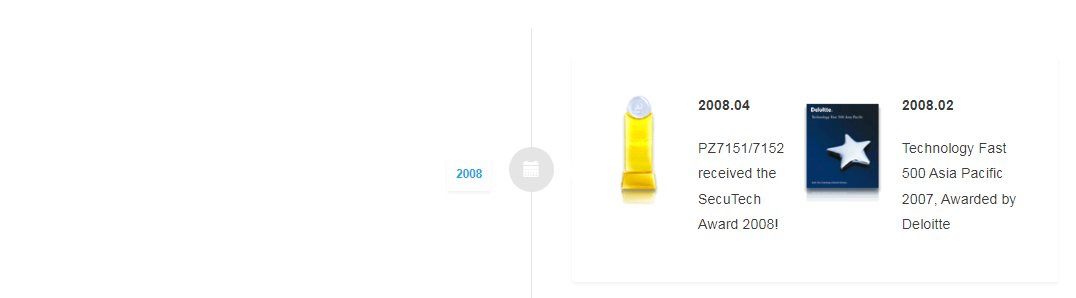 2008
2008.04
PZ7151/7152
received the
SecuTech
Award 2008!
Deloitte.
Technology Fast 500 Asia Pacific
2008.02
Technology Fast
500 Asia Pacific
2007, Awarded by
Deloitte